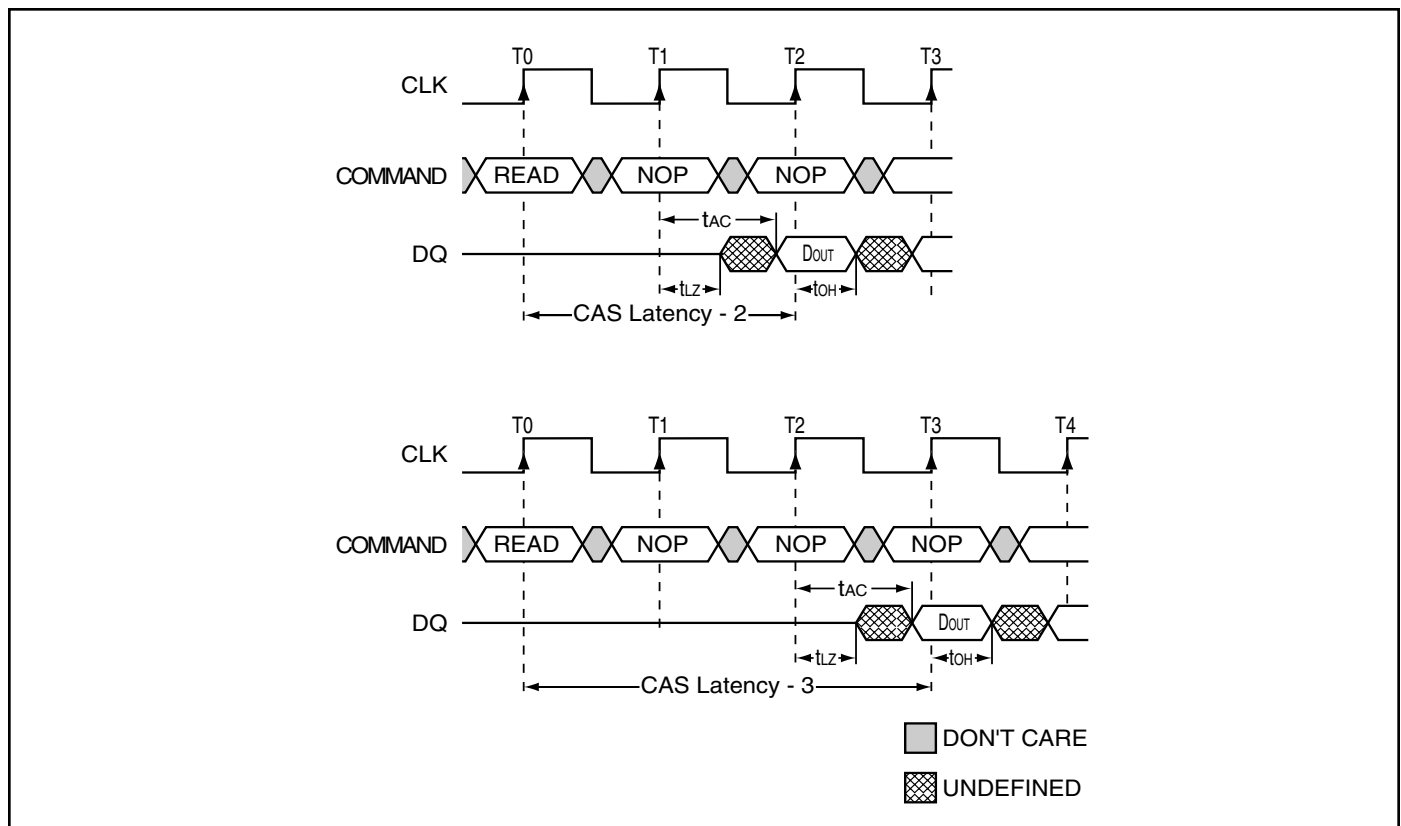 T0 T1 T2 T3
CLK
COMMAND READ NOP NOP
tAC
DQ DOUT
tLZ tOH
CAS Latency - 2
T0 T1 T2 T3 T4
CLK
COMMAND READ NOP NOP NOP
tAC
DQ DOUT
tLZ tOH
CAS Latency - 3
DON'T CARE
UNDEFINED